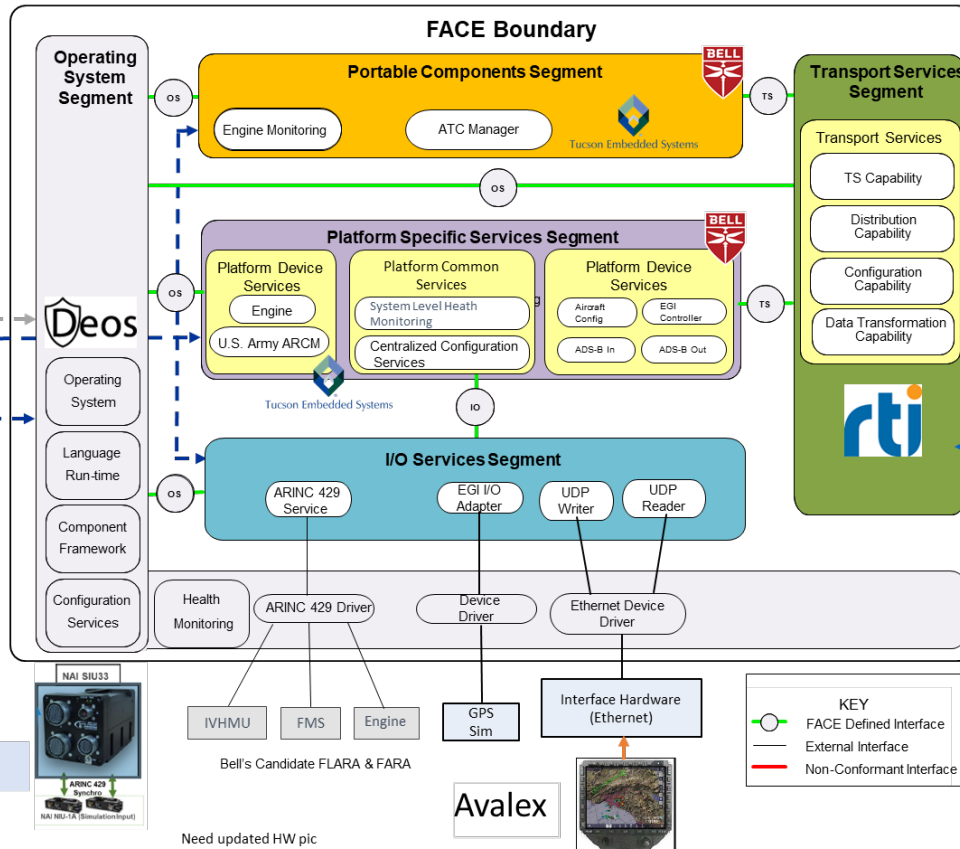 FACE Boundary
Operating
System
Segment
OS
Portable Components Segment
BELL
Engine Monitoring
ATC Manager
Tucson Embedded Systems
TS
Transport Services
Segment
Transport Services
TS Capability
Distribution
Capability
Configuration
Capability
Data Transformation
Capability
rti
OS
Platform Specific Services Segment
BELL
OS
Platform Device
Services
Engine
U.S. Army ARCM
Tucson Embedded Systems
Platform Common
Services
System Level Heath
Monitoring
g
Centralized Configuration
Services
Platform Device
Services
Aircraft
Config
EGI
Controller
ADS-B In
ADS-B Out
TS
Deos
Operating
System
Language
Run-time
Component
Framework
Configuration
Services
IO
I/O Services Segment
OS
ARINC 429
Service
EGI I/O
Adapter
UDP
Writer
UDP
Reader
Health
Monitoring
ARINC 429 Driver
Device
Driver
Ethernet Device
Driver
NAI SIU33
ARINC 429
Synchro
NAI NIU-1A (Simulation Input)
IVHMU
FMS
Engine
GPS
Sim
Interface Hardware
(Ethernet)
Bell's Candidate FLARA & FARA
Avalex
Need updated HW pic
KEY
FACE Defined Interface
External Interface
Non-Conformant Interface